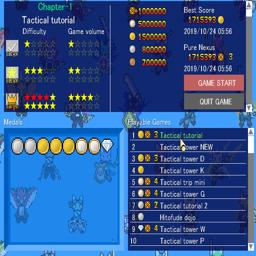 Chapter-1
Tactical tutorial
Difficulty Game volume
1000000
5000000
1500000
800000
700000
Best Score
1715393
2019/10/24 05:56
Pure Nexus
1715393 3
2019/10/24 05:56
GAME START
QUIT GAME
Medals
Playable Games
1 3 Tactical tutorial
2 Tactical tower NEW
3 4 Tactical tower D
4 Tactical tower K
5 4 Tactical trip mini
6 4 Tactical tower G
7 2 Tactical tutorial 2
8 Hitofude dojo
9 4 Tactical tower W
10 Tactical tower P